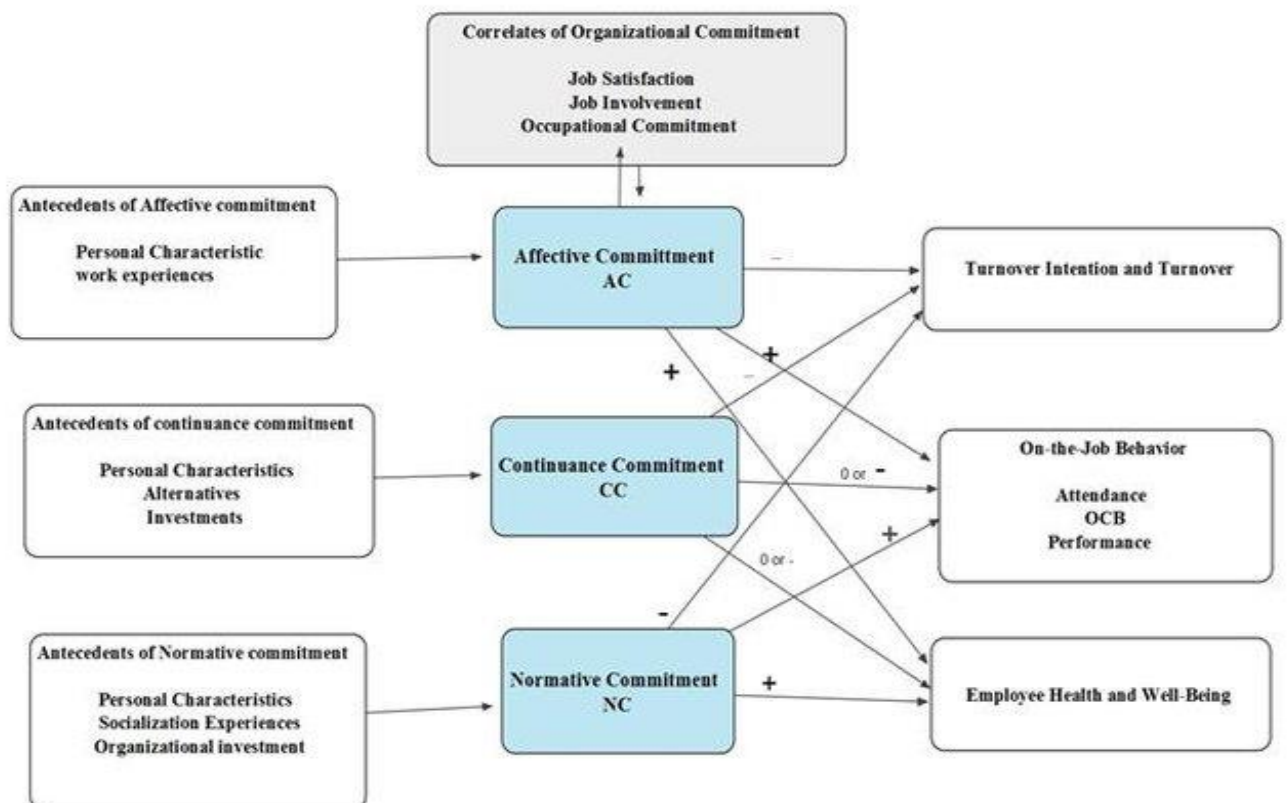 Correlates of Organizational Commitment
Job Satisfaction
Job Involvement
Occupational Commitment
Antecedents of Affective commitment
Personal Characteristic
work experiences
Affective Committment
AC
–
Turnover Intention and Turnover
+
+
–
Antecedents of continuance commitment
Personal Characteristics
Alternatives
Investments
Continuance Commitment
CC
0 or -
On-the-Job Behavior
Attendance
OCB
Performance
+
0 or -
-
Antecedents of Normative commitment
Personal Characteristics
Socialization Experiences
Organizational investment
Normative Commitment
NC
+
Employee Health and Well-Being